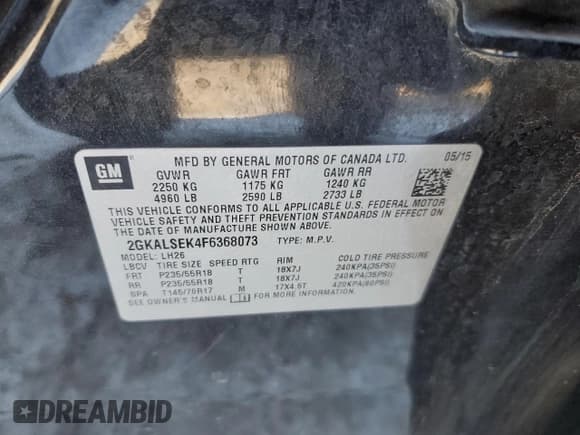 GM
MFD BY GENERAL MOTORS OF CANADA LTD. 05/15
GVWR GAWR FRT GAWR RR
2250 KG 1175 KG 1240 KG
4960 LB 2590 LB 2733 LB
THIS VEHICLE CONFORMS TO ALL APPLICABLE U.S. FEDERAL MOTOR
VEHICLE SAFETY AND THEFT PREVENTION STANDARDS IN EFFECT ON
THE DATE OF MANUFACTURE SHOWN ABOVE.
2GKALSEK4F6368073 TYPE: M.P.V.
MODEL: LH26
LBCV TIRE SIZE SPEED RTG RIM COLD TIRE PRESSURE
FRT P235/55R18 T 18X7J 240KPA(35PSI)
RR P235/55R18 T 18X7J 240KPA(35PSI)
SPA T145/70R17 M 17X4.5T 420KPA(60PSI)
SEE OWNER'S MANUAL FOR MORE INFORMATION.
DREAMBID